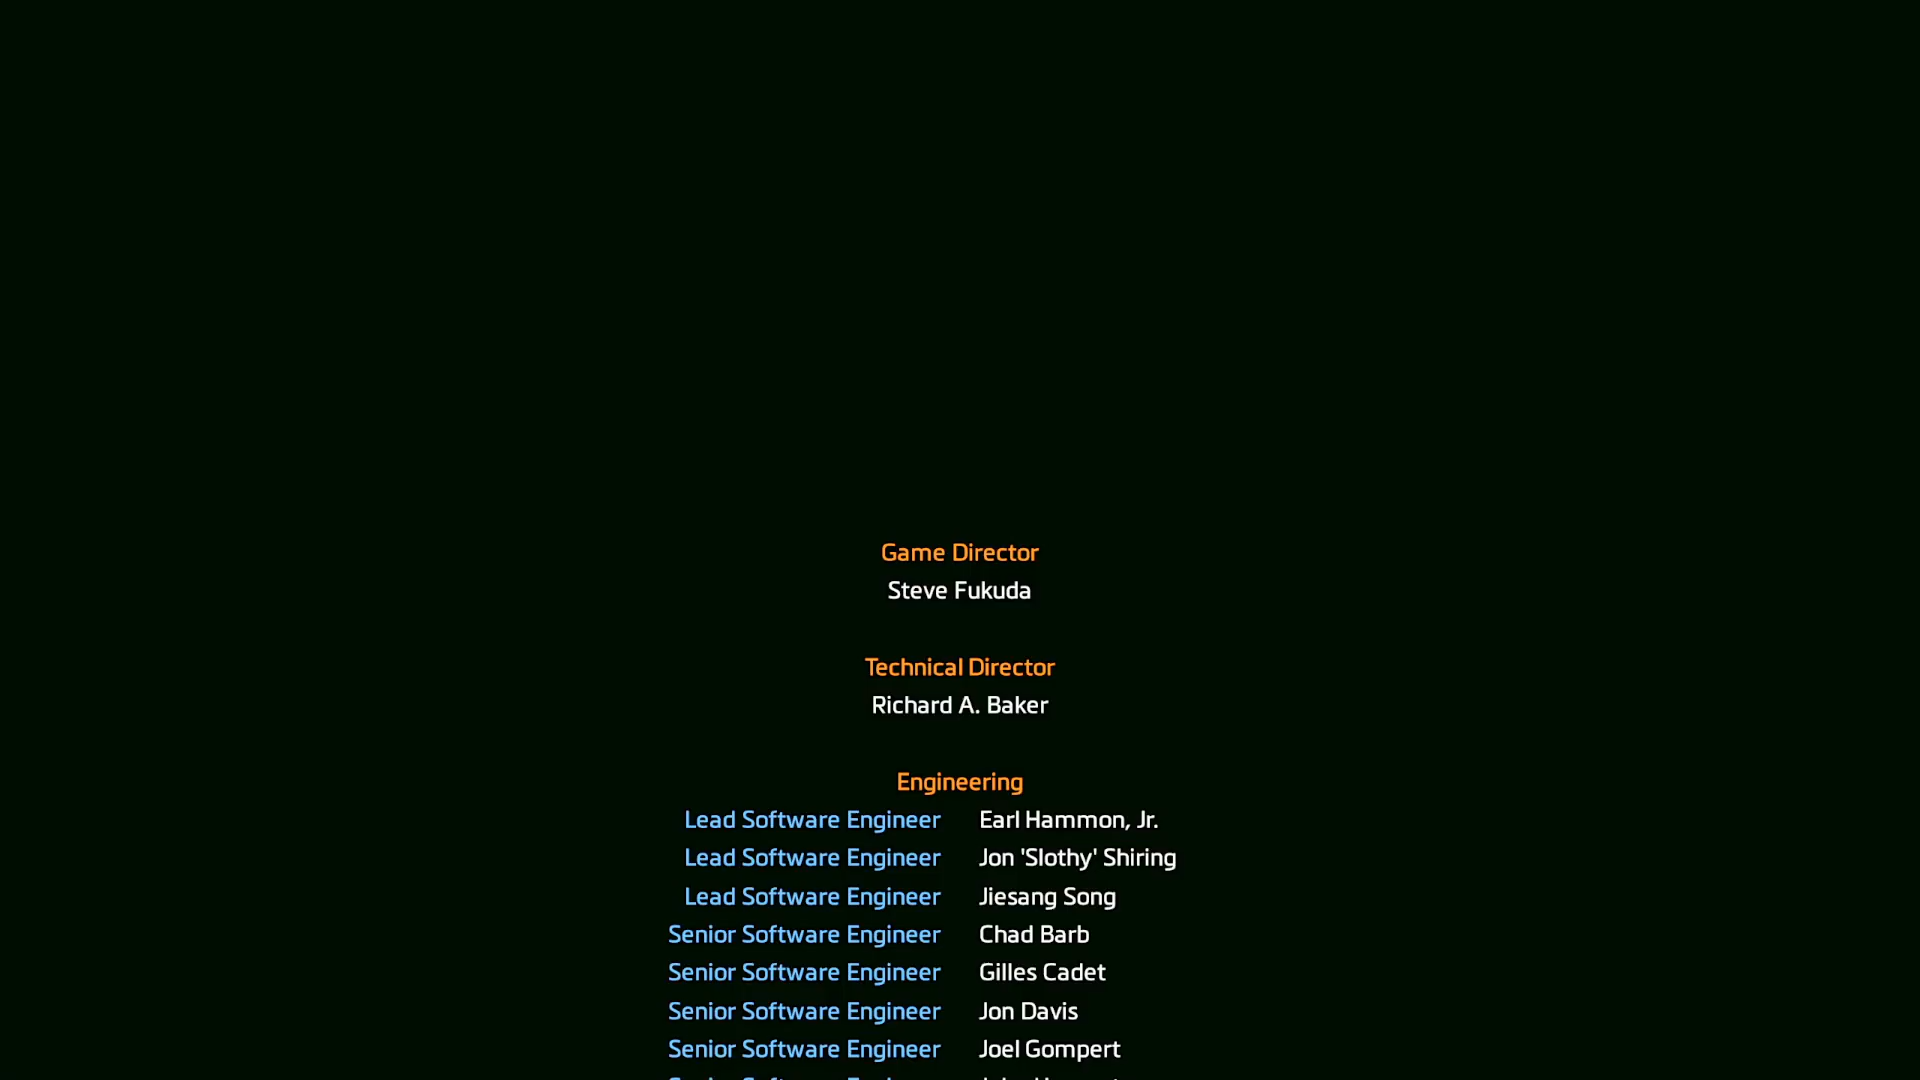 Game Director
Steve Fukuda
Technical Director
Richard A. Baker
Engineering
Lead Software Engineer Earl Hammon, Jr.
Lead Software Engineer Jon 'Slothy' Shiring
Lead Software Engineer Jiesang Song
Senior Software Engineer Chad Barb
Senior Software Engineer Gilles Cadet
Senior Software Engineer Jon Davis
Senior Software Engineer Joel Gompert